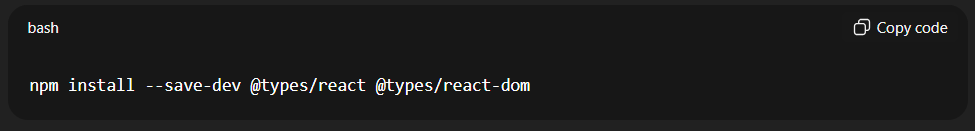 bash
Copy code
npm install --save-dev @types/react @types/react-dom